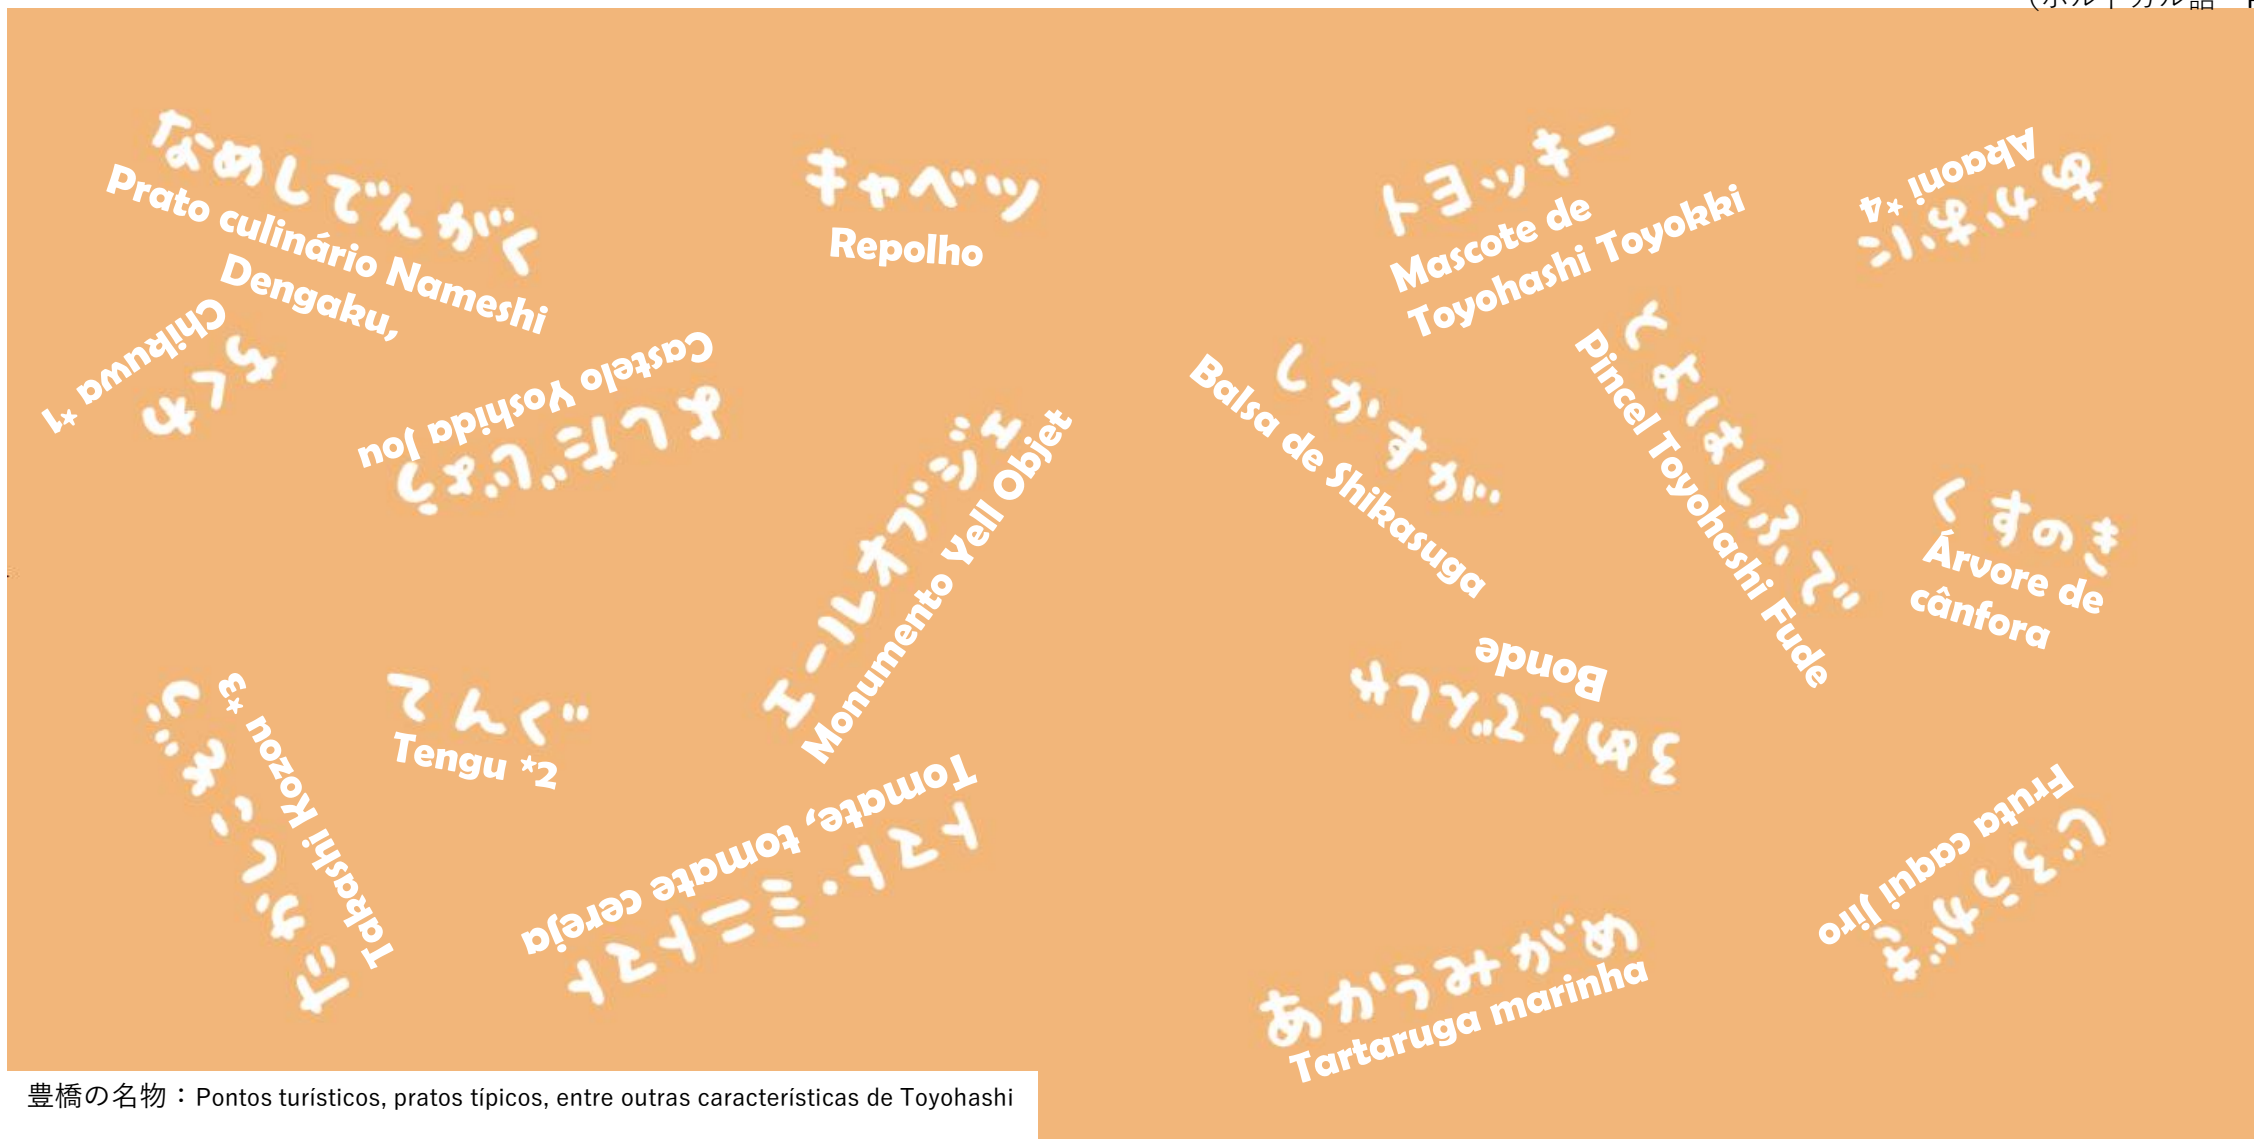 なめしでんがく
Prato culinário Nameshi
Dengaku,
キャベツ
Repolho
トヨッキー
Mascote de
Toyohashi Toyokki
あかおに
Akaoni *4
ちくわ
Chikuwa *1
よしだじょう
Castelo Yoshida Jou
エールオブジェ
Monumento Yell Objet
しかすが
Balsa de Shikasuga
とよはしふで
Pincel Toyohashi Fude
くすのき
Árvore de
cânfora
ろめんでんしゃ
Bonde
てんぐ
Tengu *2
たかしこぞう
Takashi Kozou *3
トマト・ミニトマト
Tomate, tomate cereja
じろうがき
Fruta caqui Jiro
あかうみがめ
Tartaruga marinha
豊橋の名物：Pontos turísticos, pratos típicos, entre outras características de Toyohashi